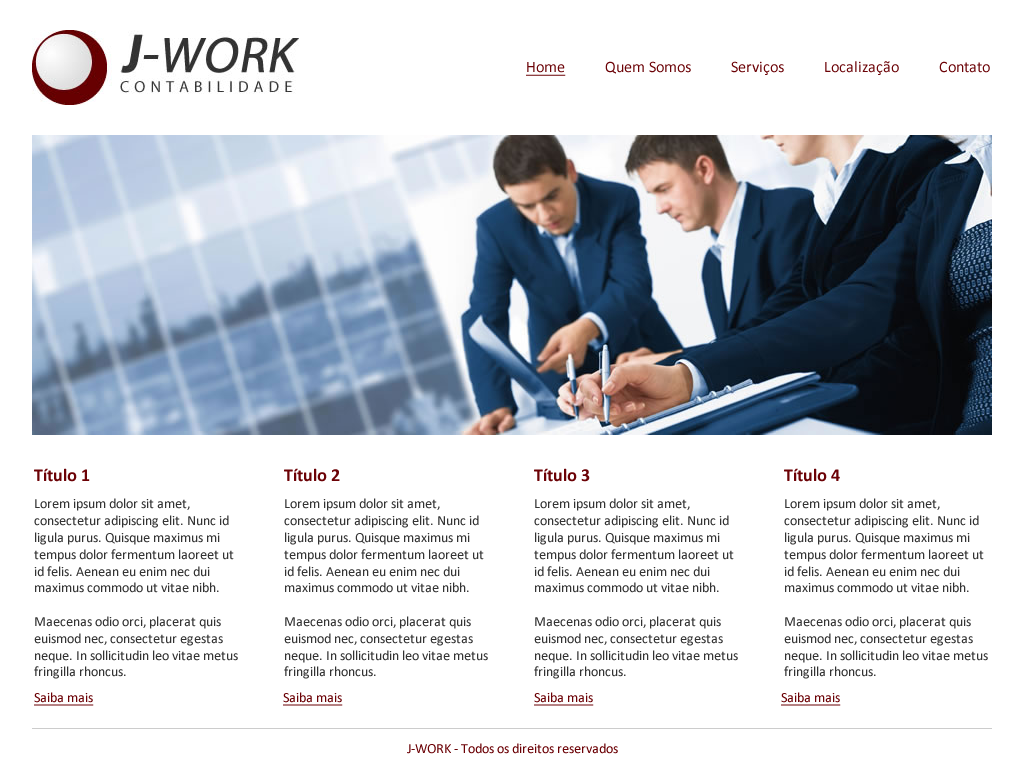 J-WORK
CONTABILIDADE
Home
Quem Somos
Serviços
Localização
Contato
Título 1
Lorem ipsum dolor sit amet,
consectetur adipiscing elit. Nunc id
ligula purus. Quisque maximus mi
tempus dolor fermentum laoreet ut
id felis. Aenean eu enim nec dui
maximus commodo ut vitae nibh.
Maecenas odio orci, placerat quis
euismod nec, consectetur egestas
neque. In sollicitudin leo vitae metus
fringilla rhoncus.
Saiba mais
Título 2
Lorem ipsum dolor sit amet,
consectetur adipiscing elit. Nunc id
ligula purus. Quisque maximus mi
tempus dolor fermentum laoreet ut
id felis. Aenean eu enim nec dui
maximus commodo ut vitae nibh.
Maecenas odio orci, placerat quis
euismod nec, consectetur egestas
neque. In sollicitudin leo vitae metus
fringilla rhoncus.
Saiba mais
Título 3
Lorem ipsum dolor sit amet,
consectetur adipiscing elit. Nunc id
ligula purus. Quisque maximus mi
tempus dolor fermentum laoreet ut
id felis. Aenean eu enim nec dui
maximus commodo ut vitae nibh.
Maecenas odio orci, placerat quis
euismod nec, consectetur egestas
neque. In sollicitudin leo vitae metus
fringilla rhoncus.
Saiba mais
Título 4
Lorem ipsum dolor sit amet,
consectetur adipiscing elit. Nunc id
ligula purus. Quisque maximus mi
tempus dolor fermentum laoreet ut
id felis. Aenean eu enim nec dui
maximus commodo ut vitae nibh.
Maecenas odio orci, placerat quis
euismod nec, consectetur egestas
neque. In sollicitudin leo vitae metus
fringilla rhoncus.
Saiba mais
J-WORK - Todos os direitos reservados